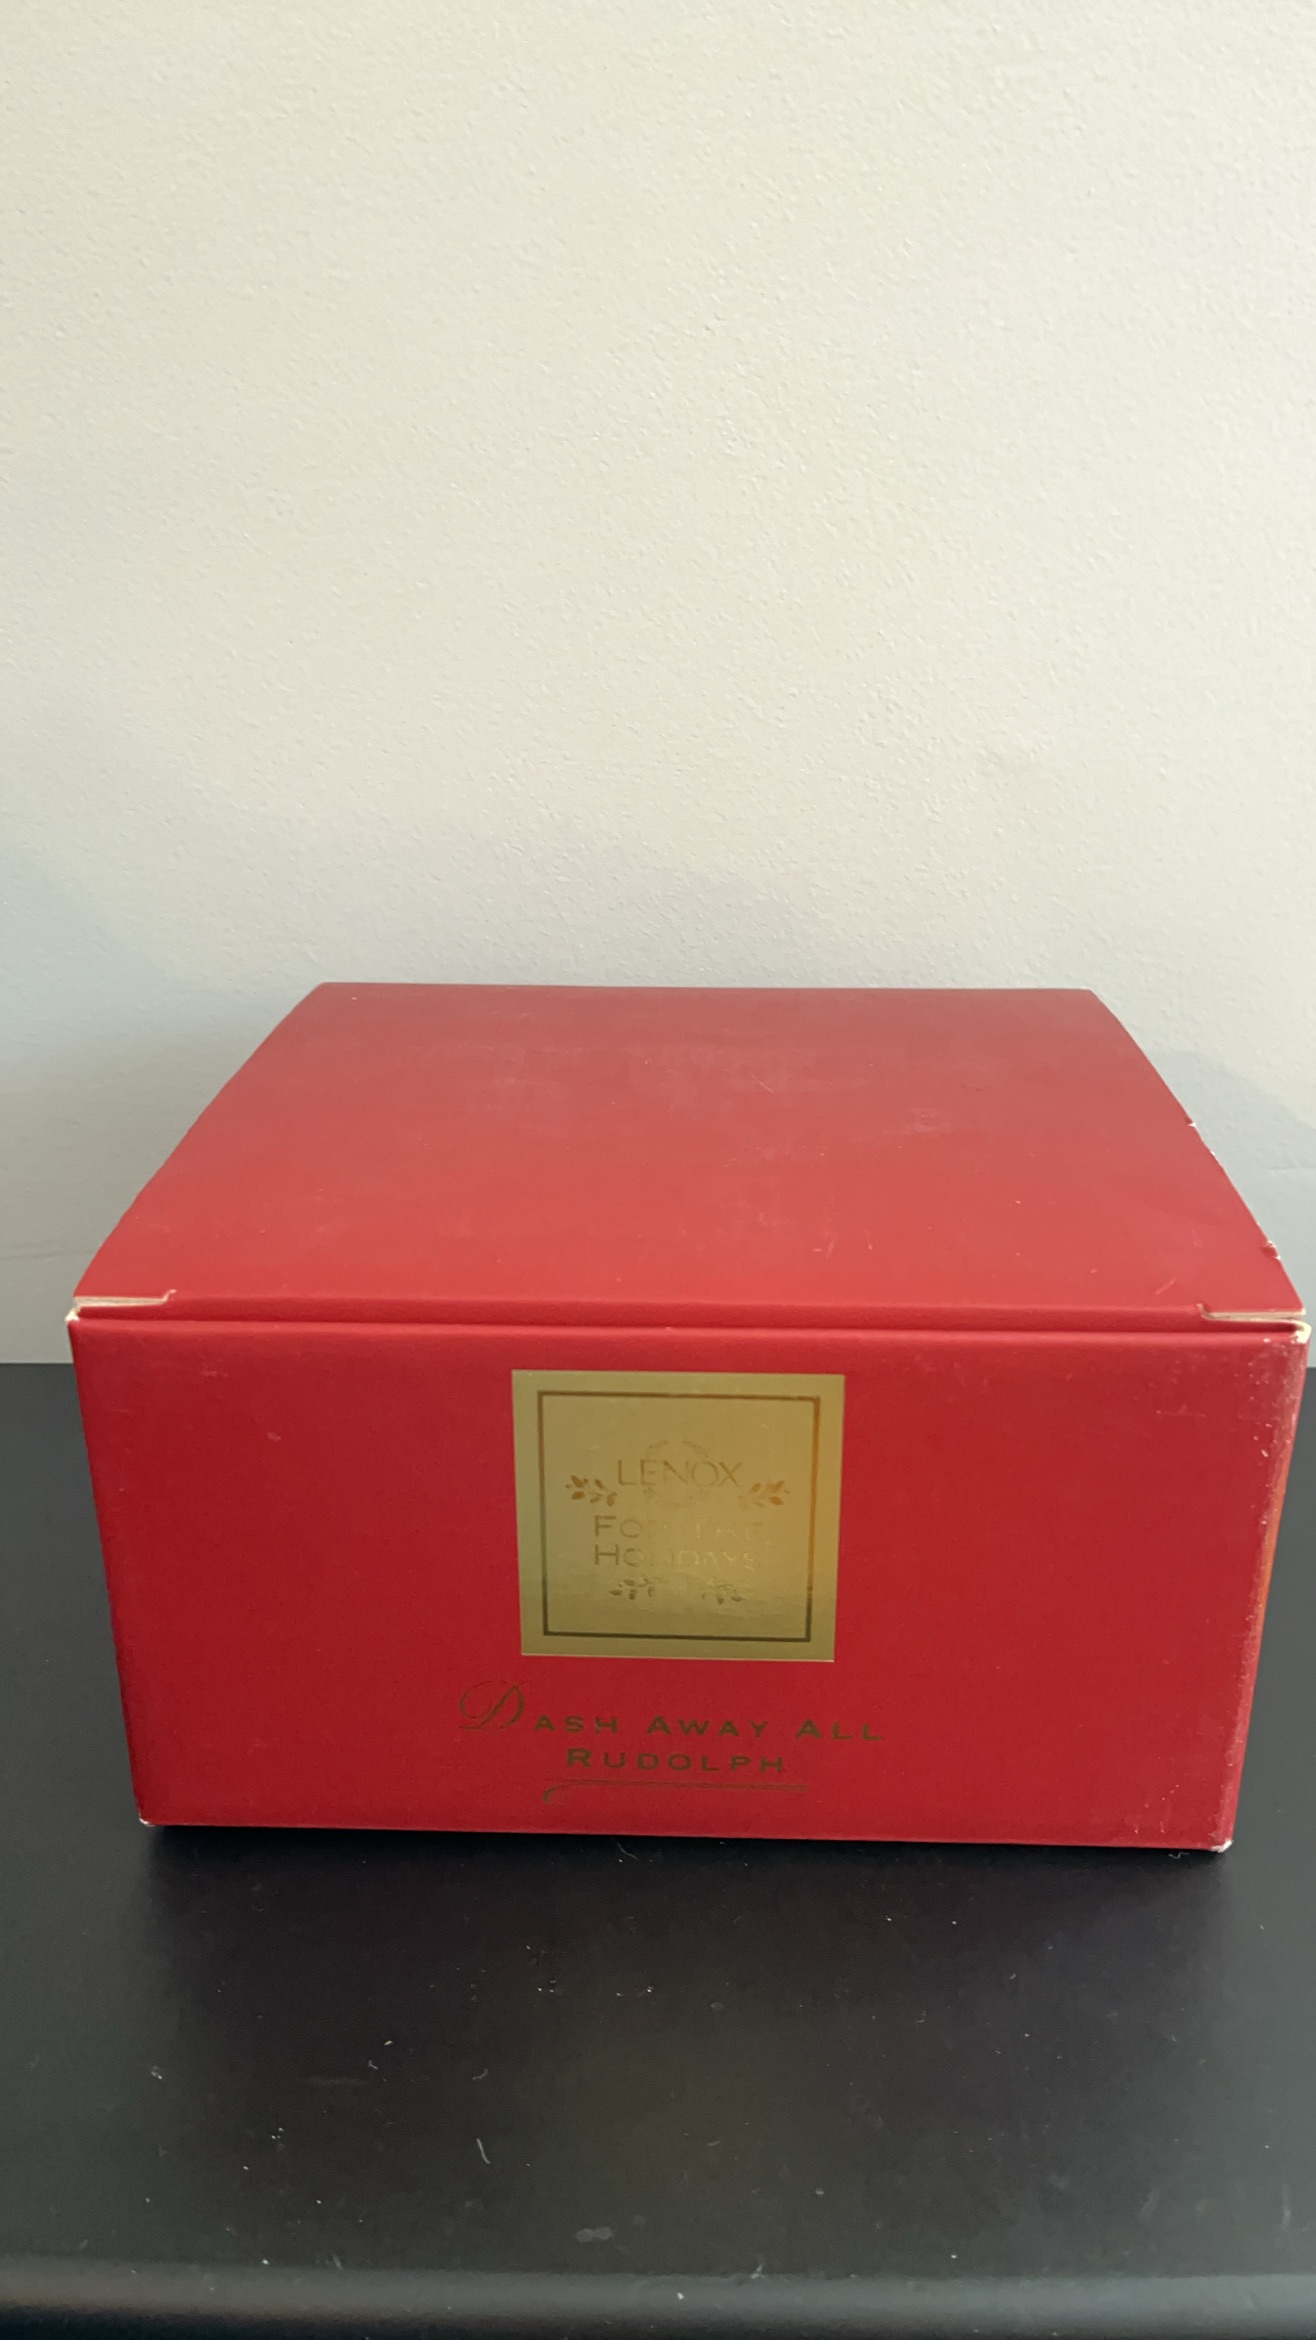 LENOX
FOR THE
HOLIDAYS
DASH AWAY ALL
RUDOLPH